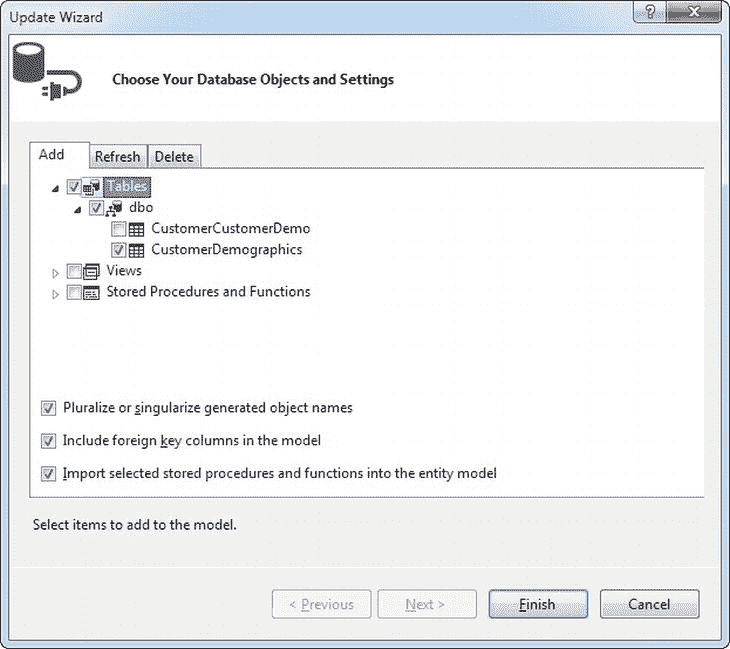 Update Wizard
?
X
Choose Your Database Objects and Settings
Add
Refresh
Delete
Tables
dbo
CustomerCustomerDemo
CustomerDemographics
Views
Stored Procedures and Functions
Pluralize or singularize generated object names
Include foreign key columns in the model
Import selected stored procedures and functions into the entity model
Select items to add to the model.
< Previous
Next >
Finish
Cancel